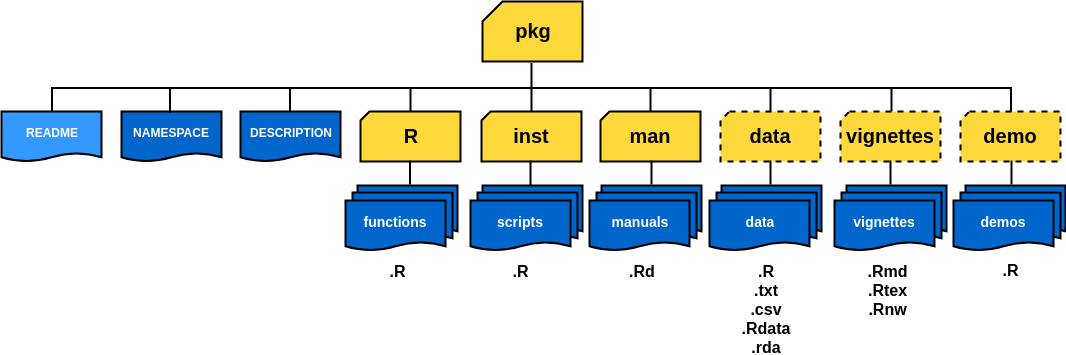 pkg
README
NAMESPACE
DESCRIPTION
R
inst
man
data
vignettes
demo
functions
scripts
manuals
data
vignettes
demos
.R
.R
.Rd
.R
.txt
.csv
.Rdata
.rda
.Rmd
.Rtex
.Rnw
.R